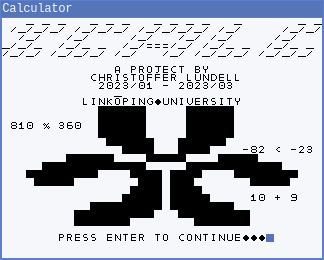 Calculator
A PROJECT BY
CHRISTOFFER LUNDELL
2023/01 - 2023/03
LINKÖPING◆UNIVERSITY
810 % 360
-82 < -23
10 + 9
PRESS ENTER TO CONTINUE◆◆◆